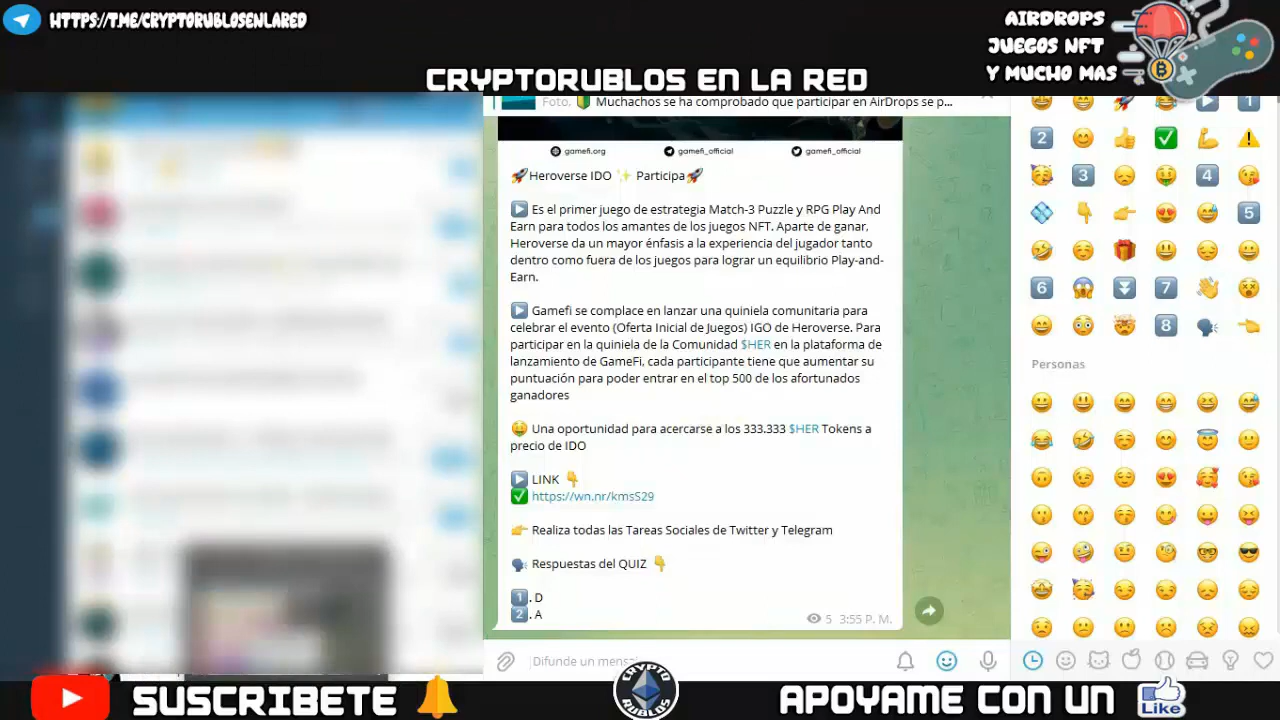 HTTPS://T.ME/CRYPTORUBLOSENLARED
AIRDROPS
JUEGOS NFT
Y MUCHO MAS
CRYPTORUBLOS EN LA RED
Foto, 🔰 Muchachos se ha comprobado que participar en AirDrops se p...
gamefi.org gamefi_official gamefi_official
🚀Heroverse IDO ✨ Participa🚀
▶️ Es el primer juego de estrategia Match-3 Puzzle y RPG Play And
Earn para todos los amantes de los juegos NFT. Aparte de ganar,
Heroverse da un mayor énfasis a la experiencia del jugador tanto
dentro como fuera de los juegos para lograr un equilibrio Play-and-
Earn.
▶️ Gamefi se complace en lanzar una quiniela comunitaria para
celebrar el evento (Oferta Inicial de Juegos) IGO de Heroverse. Para
participar en la quiniela de la Comunidad $HER en la plataforma de
lanzamiento de GameFi, cada participante tiene que aumentar su
puntuación para poder entrar en el top 500 de los afortunados
ganadores
🤑 Una oportunidad para acercarse a los 333.333 $HER Tokens a
precio de IDO
▶️ LINK 👇
✅ https://wn.nr/kmsS29
👉 Realiza todas las Tareas Sociales de Twitter y Telegram
🗣 Respuestas del QUIZ 👇
1️⃣. D
2️⃣. A
5 3:55 P. M.
Difunde un mensa
Personas
SUSCRIBETE
CRYPTO
RUBLOS
APOYAME CON UN
Like